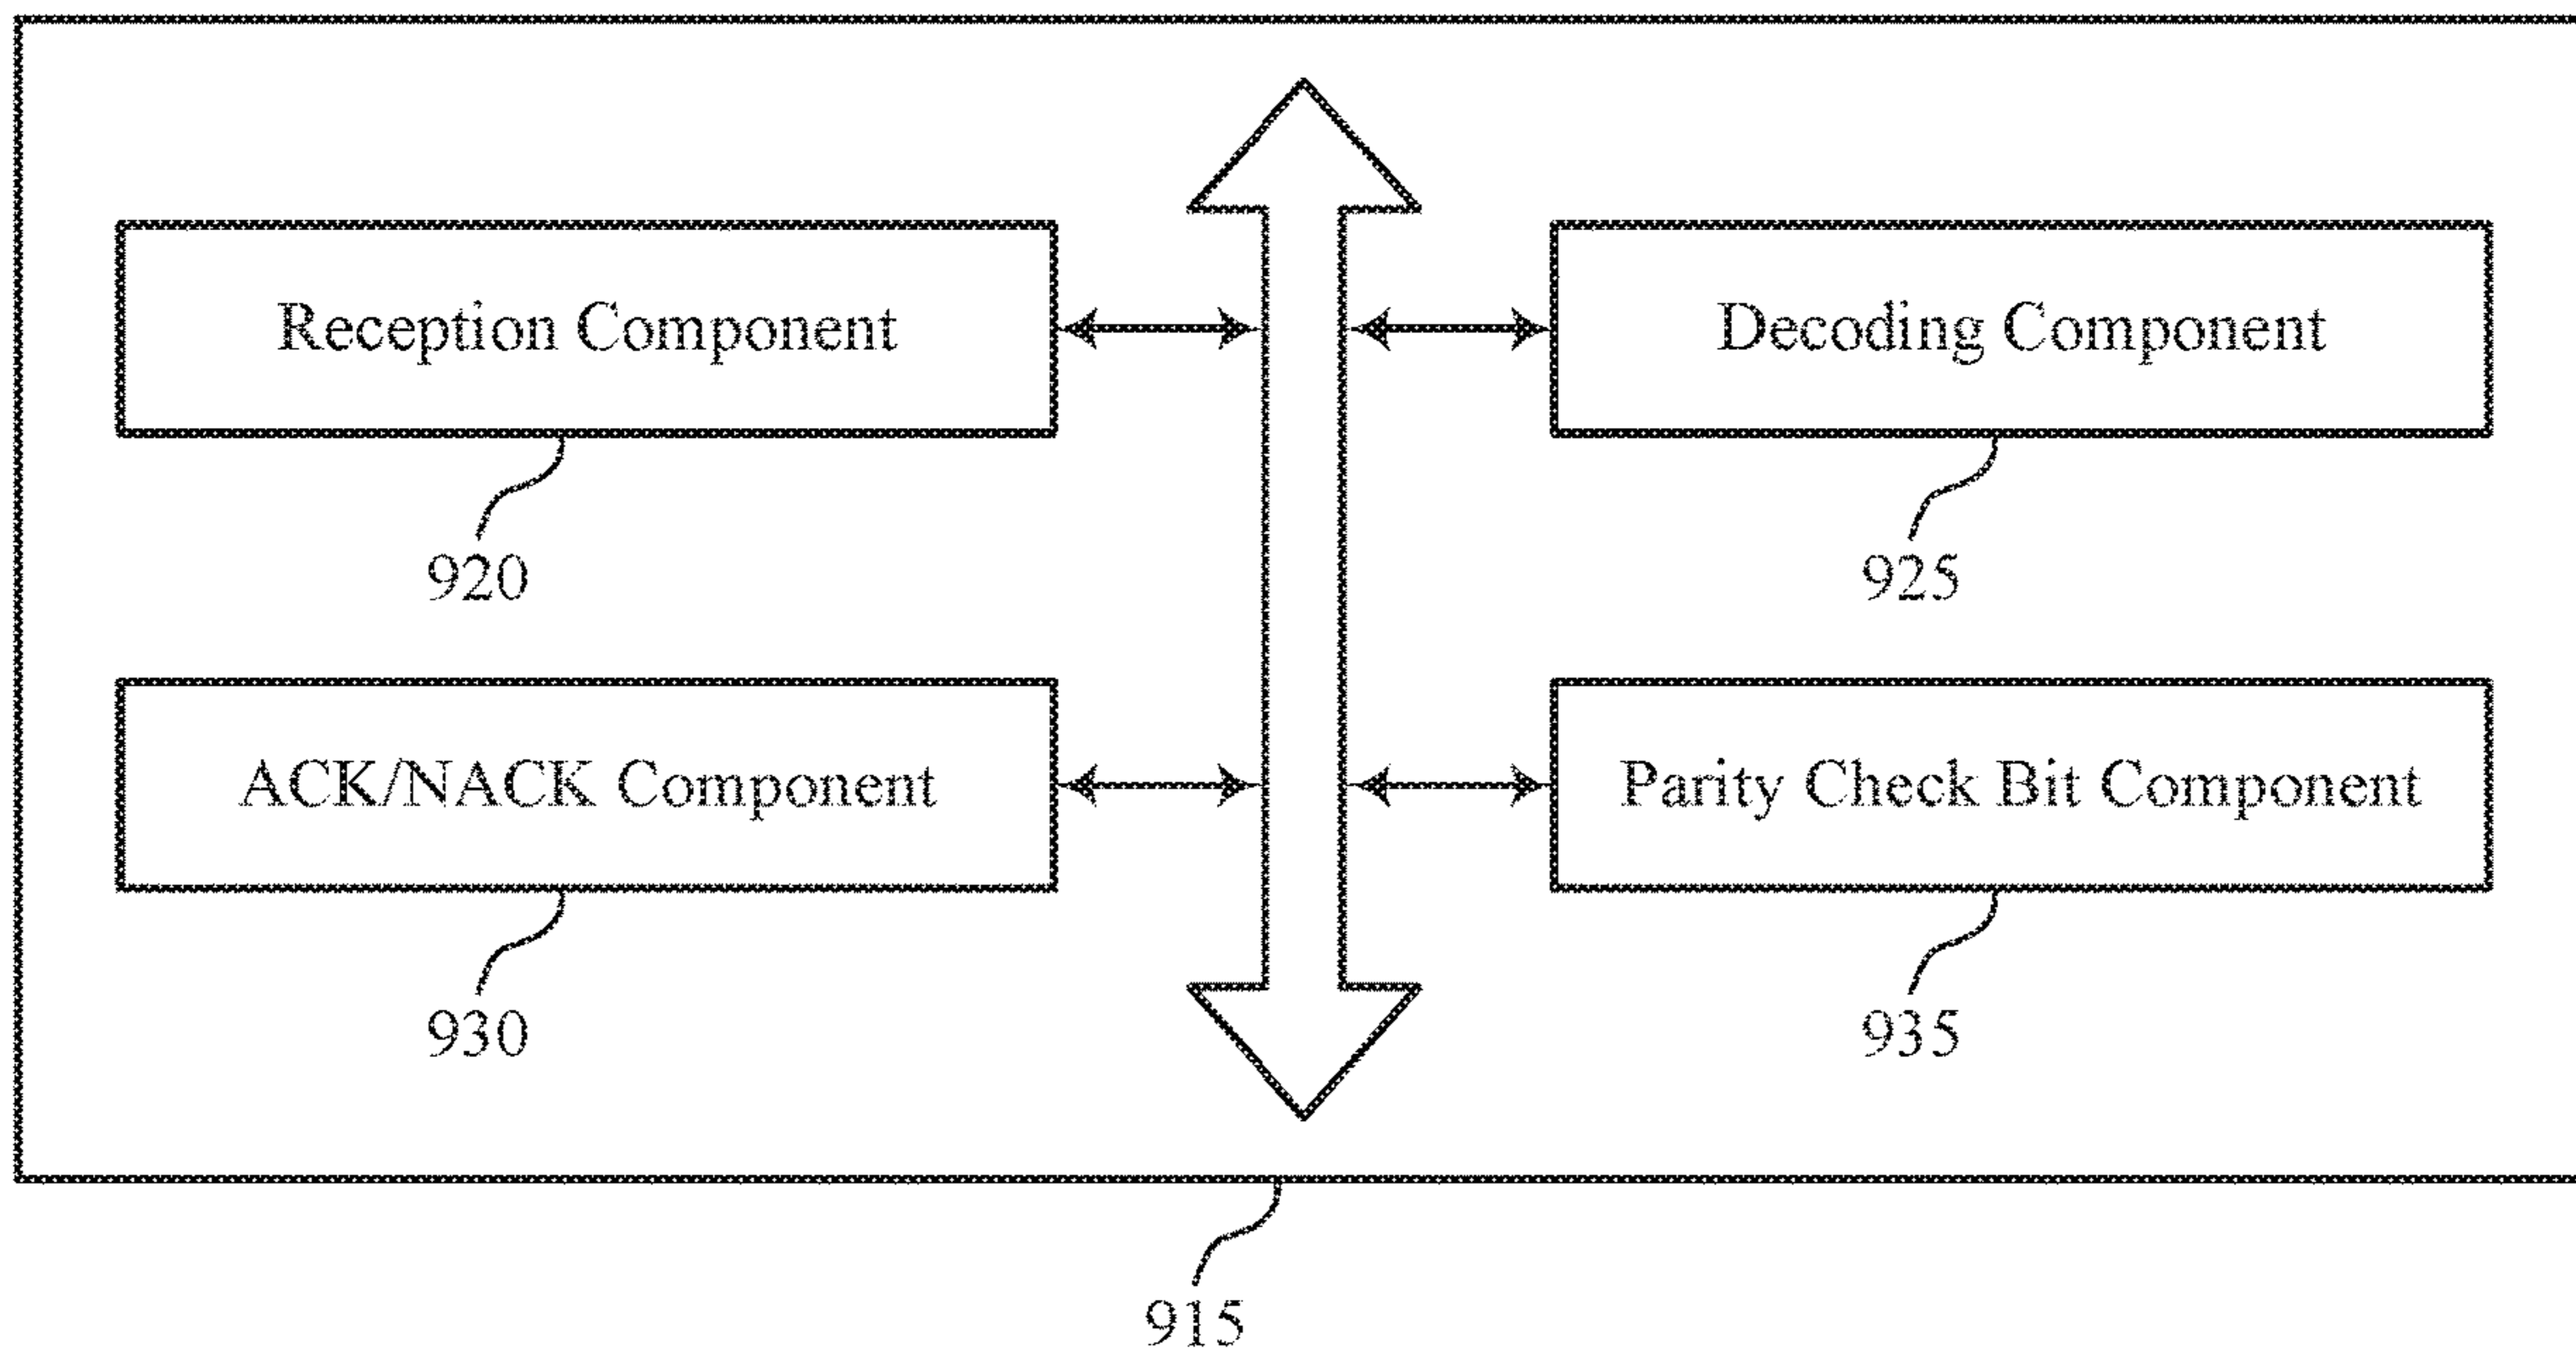 Reception Component
Decoding Component
920
925
ACK/NACK Component
Parity Check Bit Component
930
935
915